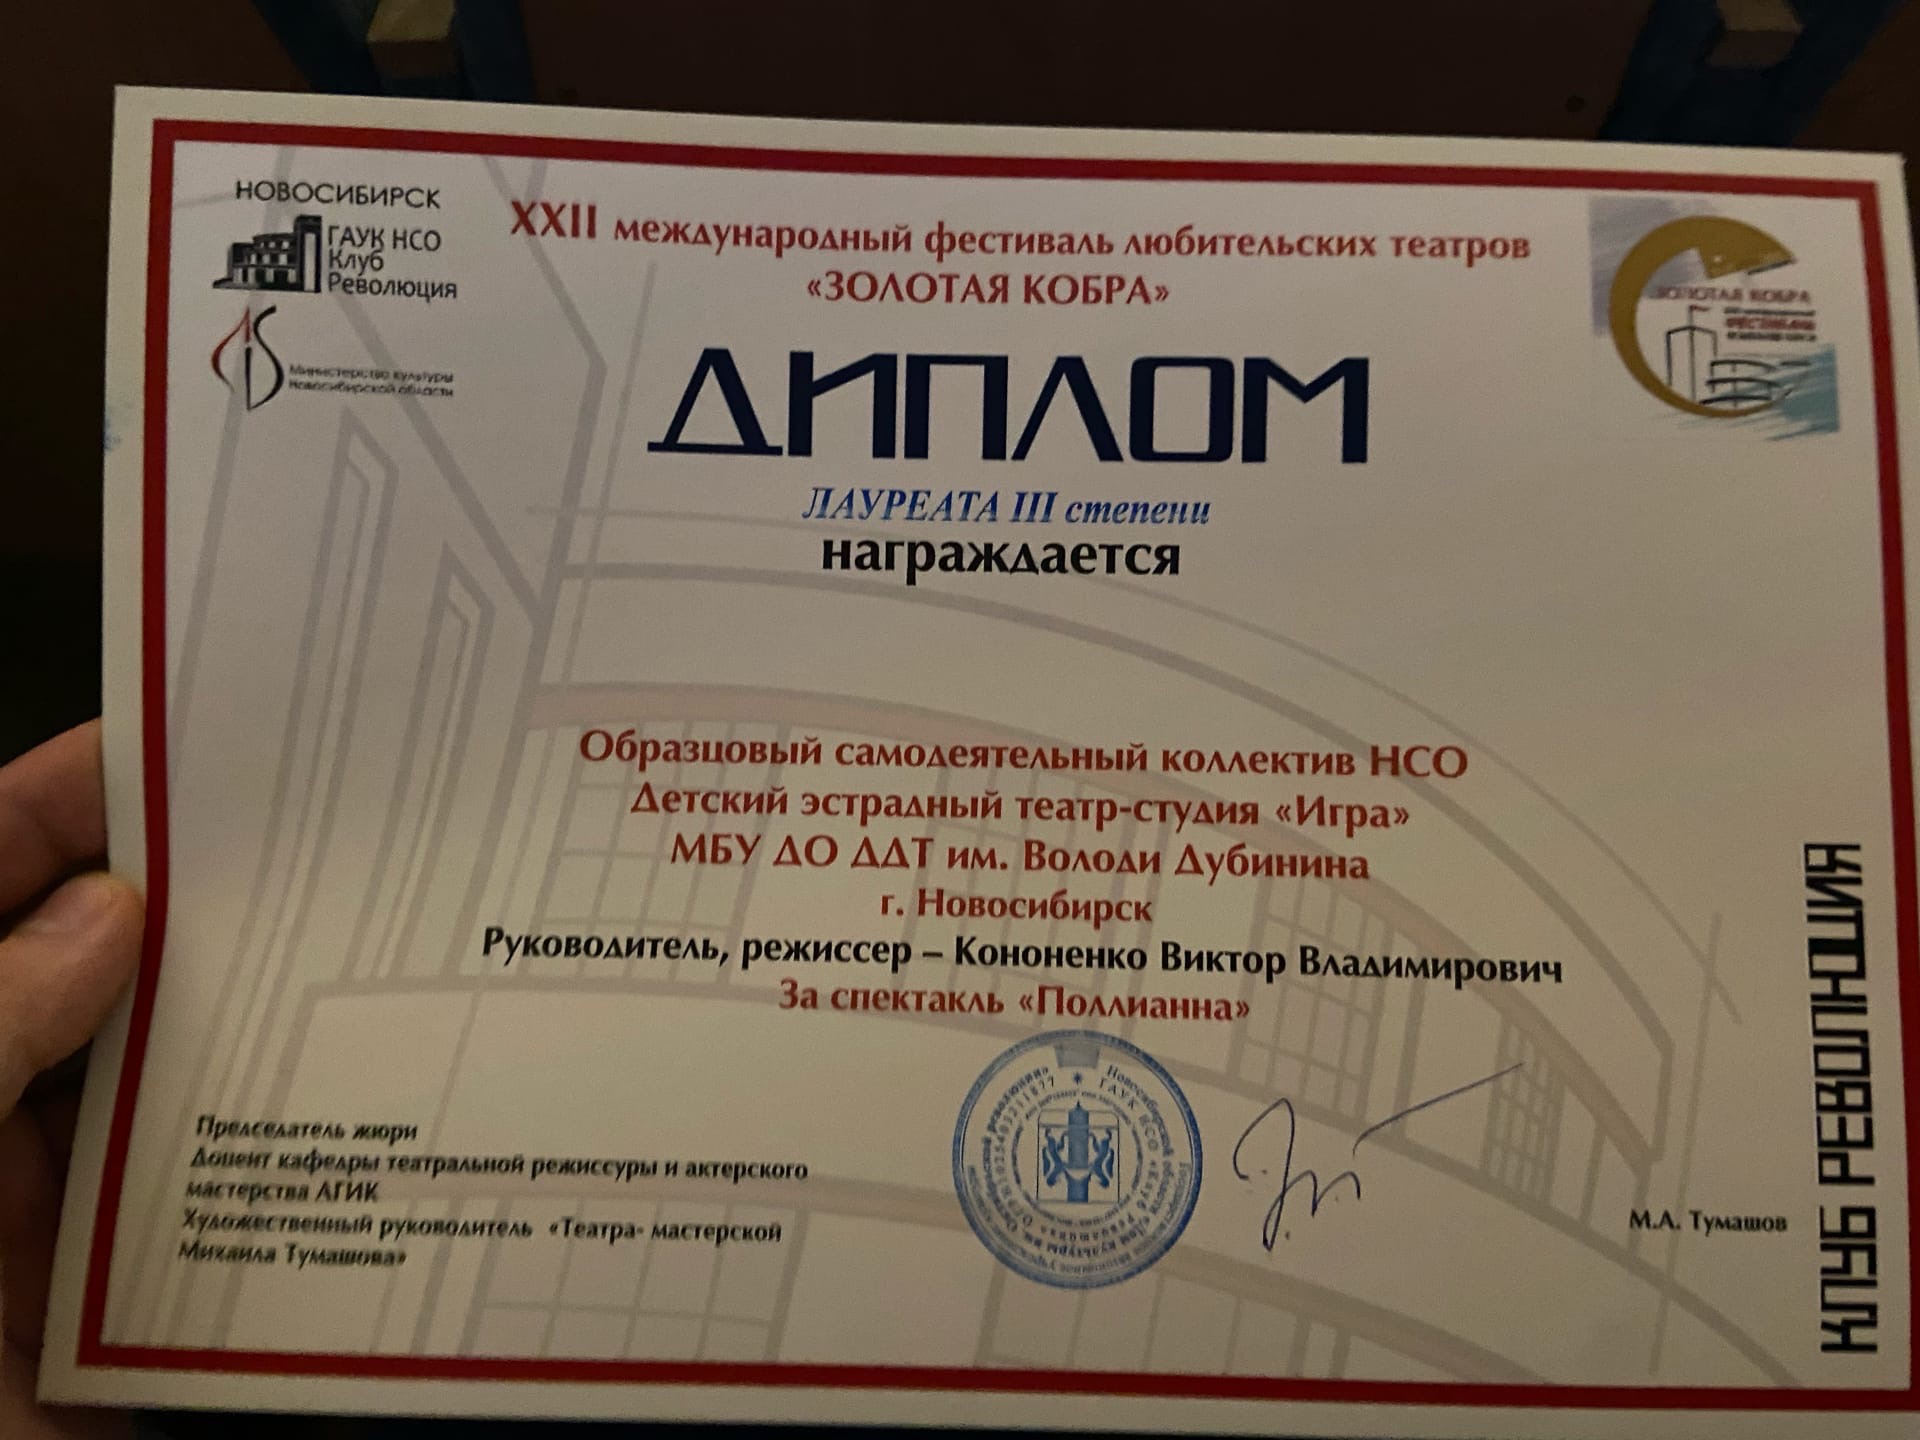 НОВОСИБИРСК
ГАУК НСО
Клуб
Революция
Министерство культуры
Новосибирской области
XXII международный фестиваль любительских театров
«ЗОЛОТАЯ КОБРА»
ЗОЛОТАЯ КОБРА
ФЕСТИВАЛЬ
ДИПЛОМ
ЛАУРЕАТА III степени
награждается
Образцовый самодеятельный коллектив НСО
Детский эстрадный театр-студия «Игра»
МБУ ДО ДДТ им. Володи Дубинина
г. Новосибирск
Руководитель, режиссер – Кононенко Виктор Владимирович
За спектакль «Поллианна»
Председатель жюри
Доцент кафедры театральной режиссуры и актерского
мастерства АГИК
Художественный руководитель «Театра- мастерской
Михаила Тумашова»
М.А. Тумашов
КЛУБ РЕВОЛЮЦИЯ